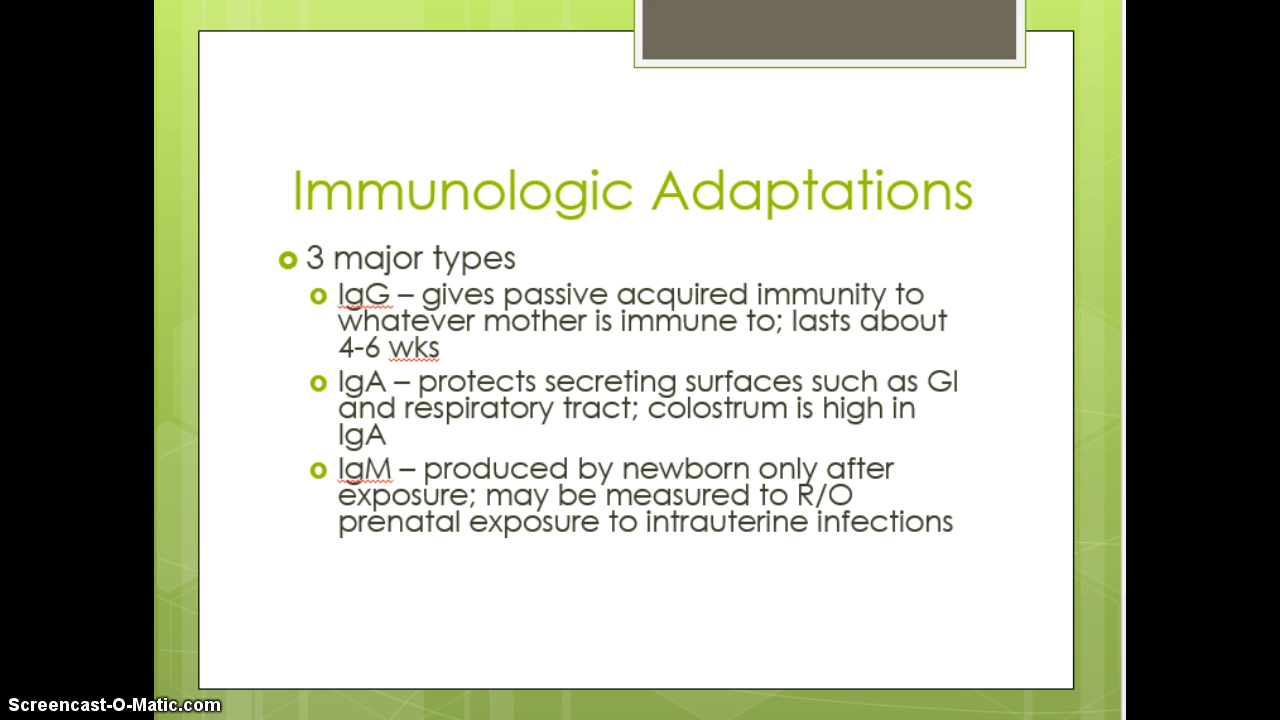 Immunologic Adaptations
3 major types
IgG – gives passive acquired immunity to
whatever mother is immune to; lasts about
4-6 wks
IgA – protects secreting surfaces such as GI
and respiratory tract; colostrum is high in
IgA
IgM – produced by newborn only after
exposure; may be measured to R/O
prenatal exposure to intrauterine infections
Screencast-O-Matic.com